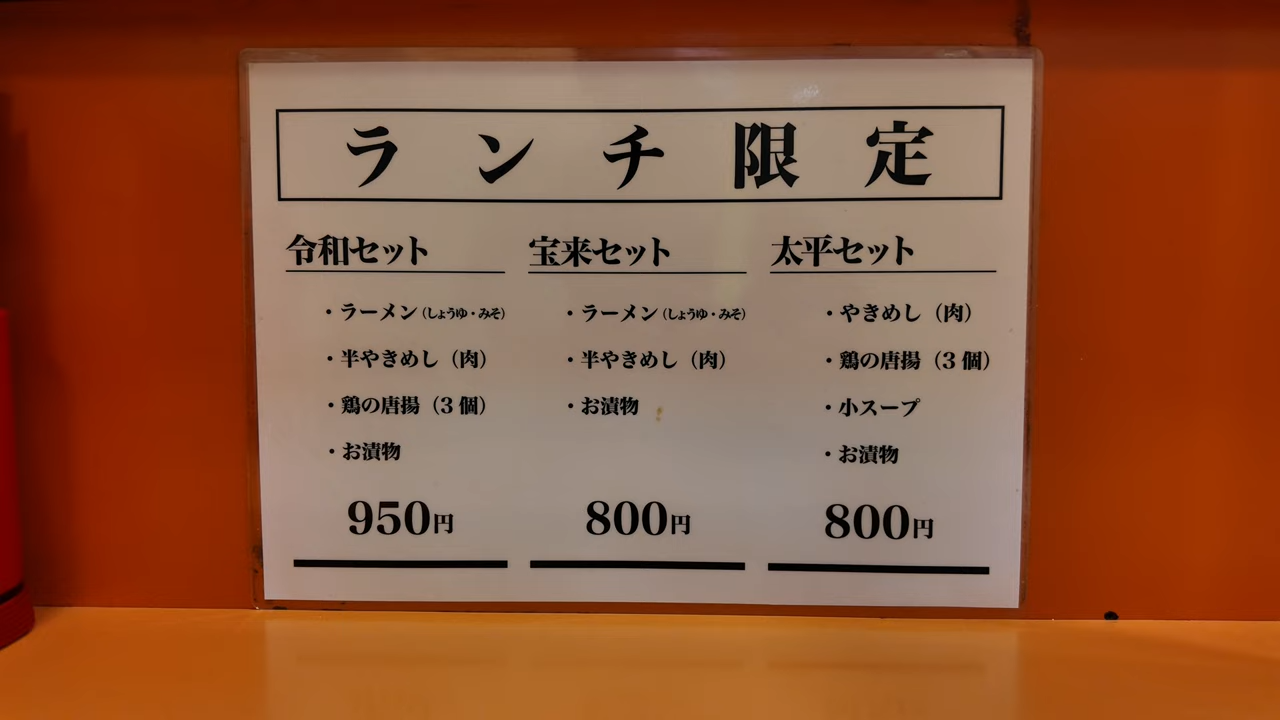 ランチ限定
令和セット
・ラーメン（しょうゆ・みそ）
・半やきめし（肉）
・鶏の唐揚（3個）
・お漬物
950円
宝来セット
・ラーメン（しょうゆ・みそ）
・半やきめし（肉）
・お漬物
800円
太平セット
・やきめし（肉）
・鶏の唐揚（3個）
・小スープ
・お漬物
800円